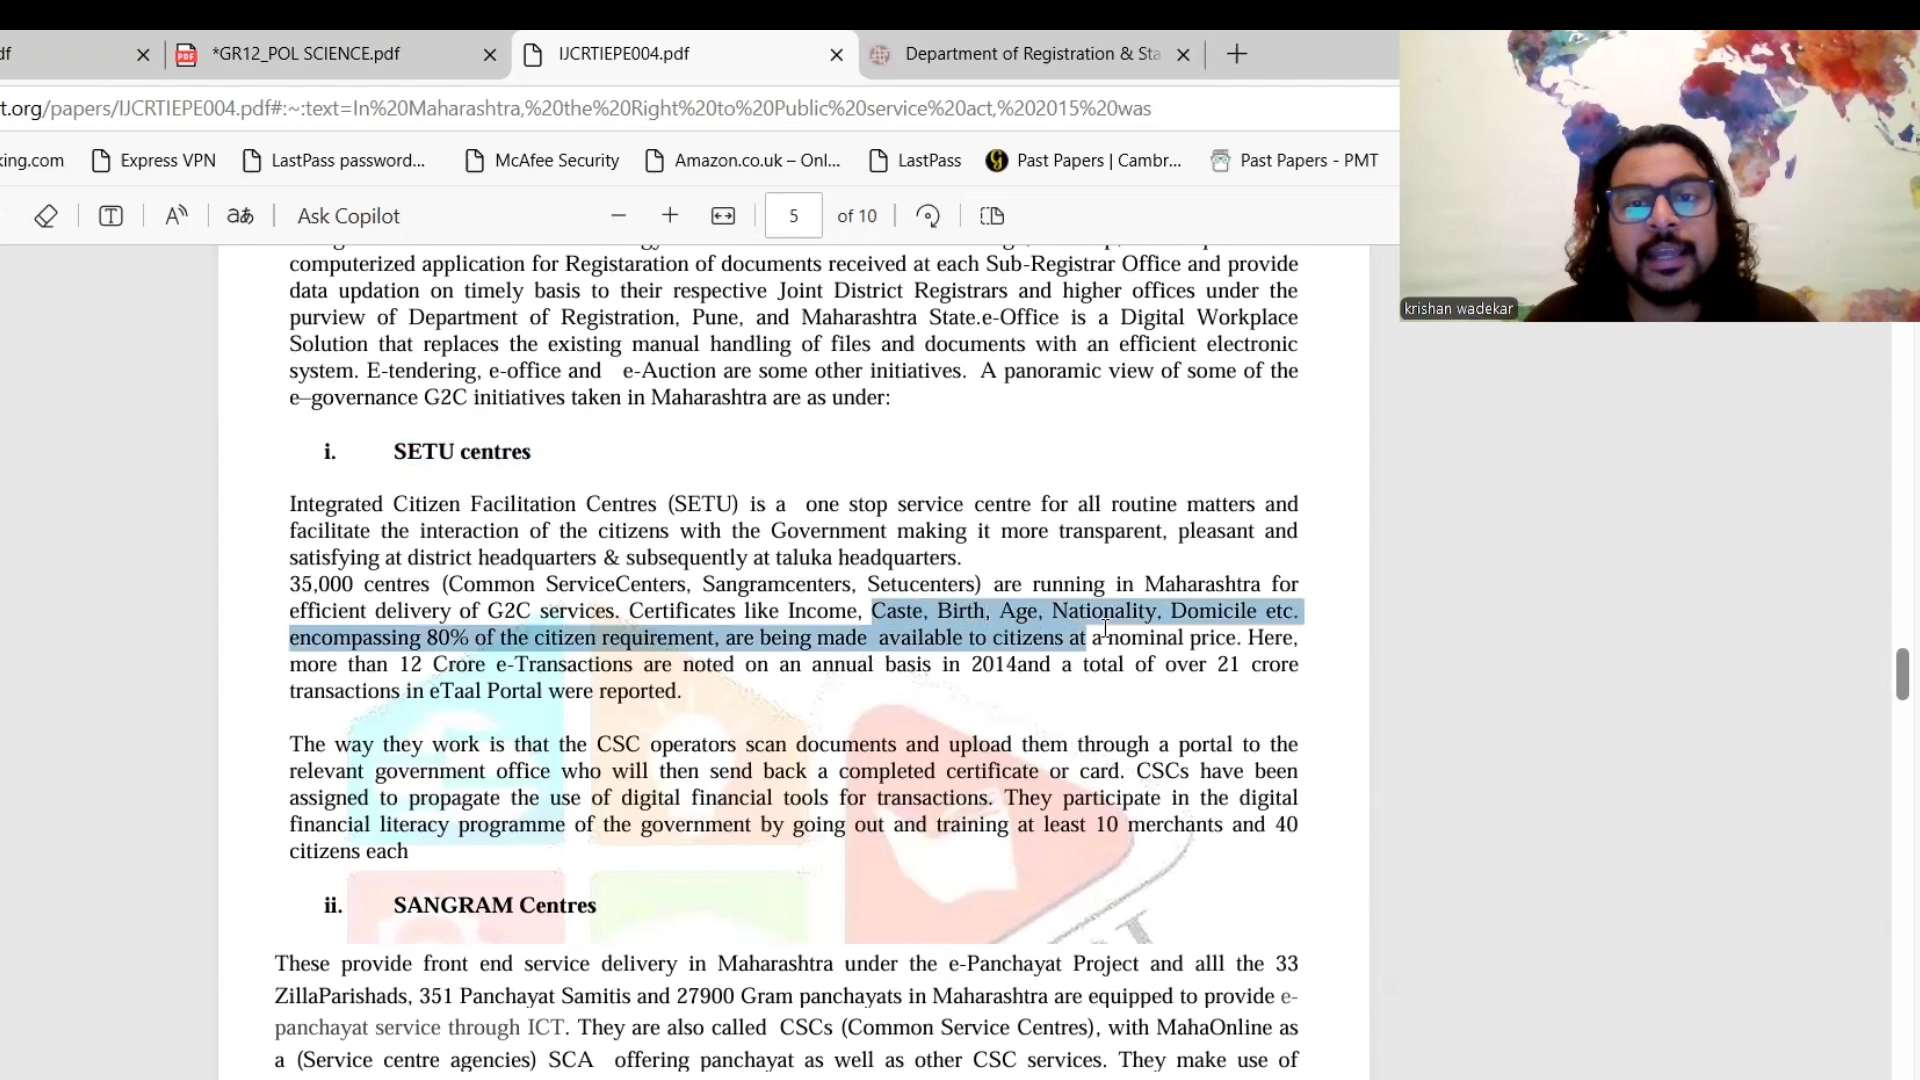 df
*GR12_POL SCIENCE.pdf
IJCRTIEPE004.pdf
Department of Registration & Sta
t.org/papers/IJCRTIEPE004.pdf#:~:text=In%20Maharashtra,%20the%20Right%20to%20Public%20service%20act,%202015%20was
king.com
Express VPN
LastPass password...
McAfee Security
Amazon.co.uk – Onl...
LastPass
Past Papers | Cambr...
Past Papers - PMT
Ask Copilot
5 of 10
krishan wadekar
computerized application for Registaration of documents received at each Sub-Registrar Office and provide
data updation on timely basis to their respective Joint District Registrars and higher offices under the
purview of Department of Registration, Pune, and Maharashtra State.e-Office is a Digital Workplace
Solution that replaces the existing manual handling of files and documents with an efficient electronic
system. E-tendering, e-office and e-Auction are some other initiatives. A panoramic view of some of the
e–governance G2C initiatives taken in Maharashtra are as under:
i. SETU centres
Integrated Citizen Facilitation Centres (SETU) is a one stop service centre for all routine matters and
facilitate the interaction of the citizens with the Government making it more transparent, pleasant and
satisfying at district headquarters & subsequently at taluka headquarters.
35,000 centres (Common ServiceCenters, Sangramcenters, Setucenters) are running in Maharashtra for
efficient delivery of G2C services. Certificates like Income, Caste, Birth, Age, Nationality, Domicile etc.
encompassing 80% of the citizen requirement, are being made available to citizens at a nominal price. Here,
more than 12 Crore e-Transactions are noted on an annual basis in 2014and a total of over 21 crore
transactions in eTaal Portal were reported.
The way they work is that the CSC operators scan documents and upload them through a portal to the
relevant government office who will then send back a completed certificate or card. CSCs have been
assigned to propagate the use of digital financial tools for transactions. They participate in the digital
financial literacy programme of the government by going out and training at least 10 merchants and 40
citizens each
ii. SANGRAM Centres
These provide front end service delivery in Maharashtra under the e-Panchayat Project and alll the 33
ZillaParishads, 351 Panchayat Samitis and 27900 Gram panchayats in Maharashtra are equipped to provide e-
panchayat service through ICT. They are also called CSCs (Common Service Centres), with MahaOnline as
a (Service centre agencies) SCA offering panchayat as well as other CSC services. They make use of